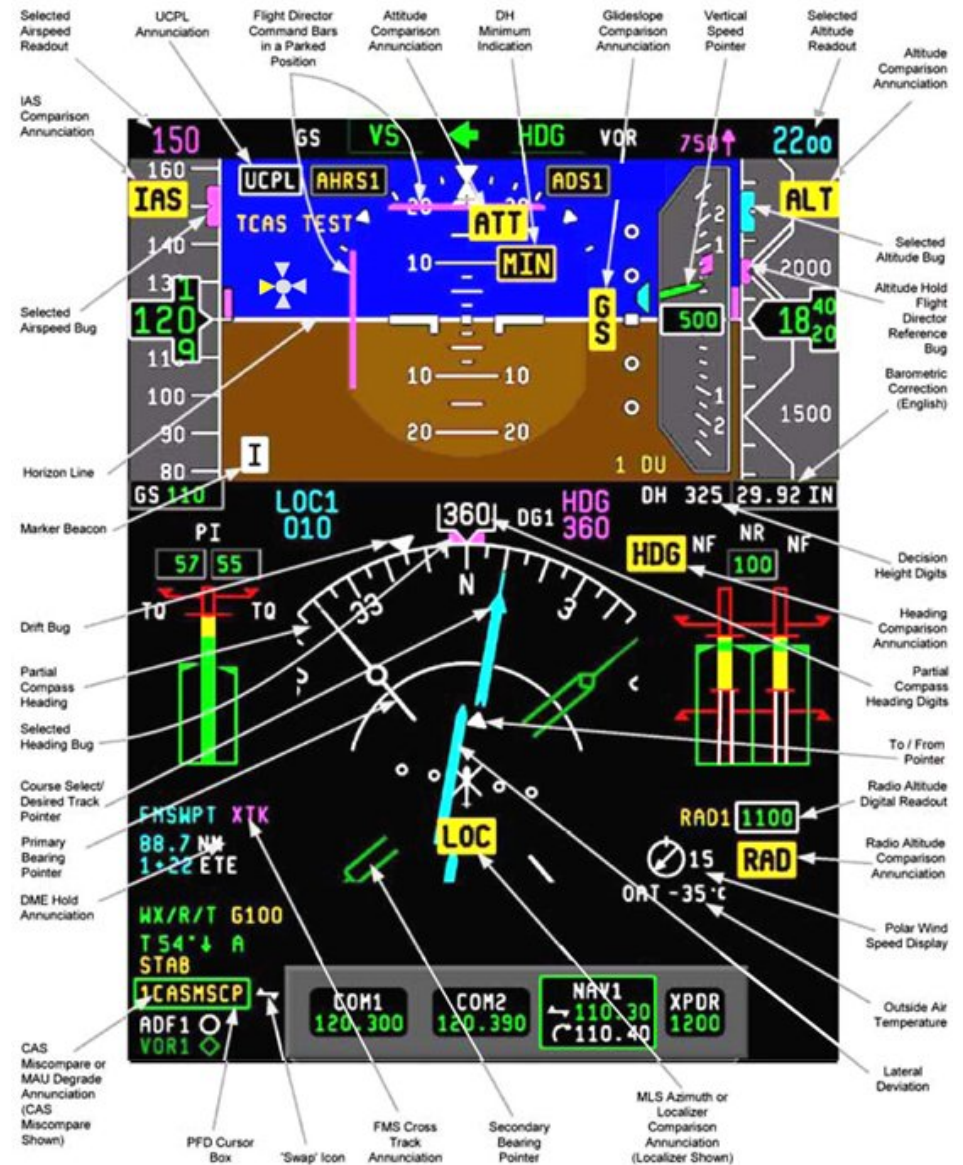 Selected
Airspeed
Readout
UCPL
Annunciation
Flight Director
Command Bars
in a Parked
Position
Attitude
Comparison
Annunciation
DH
Minimum
Indication
Glideslope
Comparison
Annunciation
Vertical
Speed
Pointer
Selected
Altitude
Readout
Altitude
Comparison
Annunciation
IAS
Comparison
Annunciation
150
GS
VS
HDG
VOR
750
2200
160
IAS
140
130
120
1
9
110
100
90
80
UCPL
AHRS1
ADS1
TCAS TEST
20
20
ATT
10
MIN
G
S
10
10
20
20
I
1 DU
2
1
500
1
2
ALT
2000
18
40
20
1500
Selected
Airspeed
Bug
Selected
Altitude Bug
Altitude Hold
Flight
Director
Reference
Bug
Barometric
Correction
(English)
Horizon Line
Marker Beacon
GS 110
LOC1
010
360
DG1
HDG
360
DH 325
29.92 IN
PI
57
55
TQ
TQ
HDG
NF
NR
NF
100
33
N
3
Decision
Height Digits
Drift Bug
Heading
Comparison
Annunciation
Partial
Compass
Heading
Partial
Compass
Heading Digits
Selected
Heading Bug
To / From
Pointer
Course Select/
Desired Track
Pointer
Radio Altitude
Digital Readout
Primary
Bearing
Pointer
Radio Altitude
Comparison
Annunciation
DME Hold
Annunciation
FMSWPT XTK
88.7 NM
1+22 ETE
LOC
RAD1 1100
15
RAD
OAT -35°C
Polar Wind
Speed Display
WX/R/T G100
T 54°↓ A
STAB
1CASMSCP
ADF1
VOR1
COM1
120.300
COM2
120.390
NAV1
110.30
110.40
XPDR
1200
Outside Air
Temperature
CAS
Miscompare or
MAU Degrade
Annunciation
(CAS
Miscompare
Shown)
Lateral
Deviation
PFD Cursor
Box
'Swap' Icon
FMS Cross
Track
Annunciation
Secondary
Bearing
Pointer
MLS Azimuth or
Localizer
Comparison
Annunciation
(Localizer Shown)